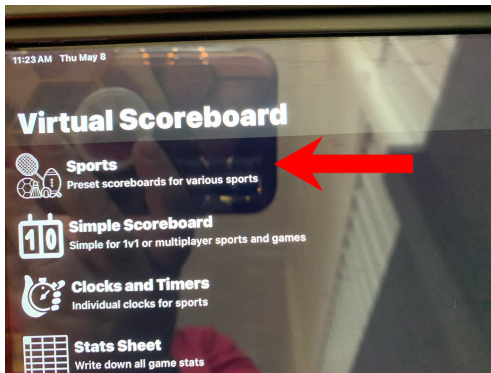 11:23 AM Thu May 8
Virtual Scoreboard
Sports
Preset scoreboards for various sports
10
Simple Scoreboard
Simple for 1v1 or multiplayer sports and games
Clocks and Timers
Individual clocks for sports
Stats Sheet
Write down all game stats